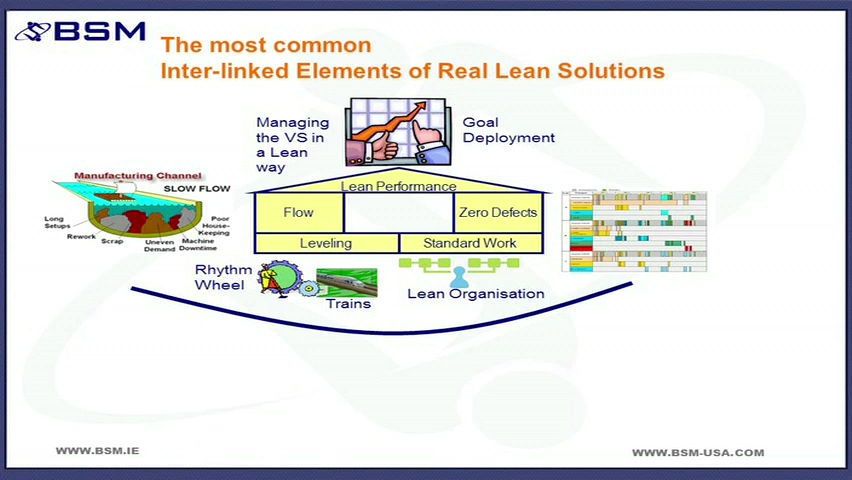 BSM
The most common
Inter-linked Elements of Real Lean Solutions
Managing
the VS in
a Lean
way
Goal
Deployment
Manufacturing Channel
SLOW FLOW
Long
Setups
Rework
Scrap
Uneven
Demand
Machine
Downtime
Poor
House-
Keeping
Lean Performance
Flow
Zero Defects
Leveling
Standard Work
Rhythm
Wheel
Trains
Lean Organisation
WWW.BSM.IE
WWW.BSM-USA.COM